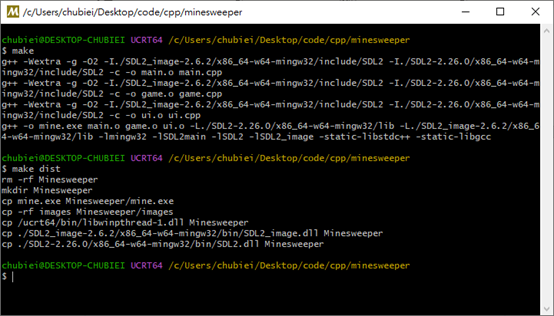 /c/Users/chubiei/Desktop/code/cpp/minesweeper
chubiei@DESKTOP-CHUBIEI UCRT64 /c/Users/chubiei/Desktop/code/cpp/minesweeper
$ make
g++ -Wextra -g -O2 -I./SDL2_image-2.6.2/x86_64-w64-mingw32/include/SDL2 -I./SDL2-2.26.0/x86_64-w64-m
ingw32/include/SDL2 -c -o main.o main.cpp
g++ -Wextra -g -O2 -I./SDL2_image-2.6.2/x86_64-w64-mingw32/include/SDL2 -I./SDL2-2.26.0/x86_64-w64-m
ingw32/include/SDL2 -c -o game.o game.cpp
g++ -Wextra -g -O2 -I./SDL2_image-2.6.2/x86_64-w64-mingw32/include/SDL2 -I./SDL2-2.26.0/x86_64-w64-m
ingw32/include/SDL2 -c -o ui.o ui.cpp
g++ -o mine.exe main.o game.o ui.o -L./SDL2-2.26.0/x86_64-w64-mingw32/lib -L./SDL2_image-2.6.2/x86_6
4-w64-mingw32/lib -lmingw32 -lSDL2main -lSDL2 -lSDL2_image -static-libstdc++ -static-libgcc
chubiei@DESKTOP-CHUBIEI UCRT64 /c/Users/chubiei/Desktop/code/cpp/minesweeper
$ make dist
rm -rf Minesweeper
mkdir Minesweeper
cp mine.exe Minesweeper/mine.exe
cp -rf images Minesweeper/images
cp /ucrt64/bin/libwinpthread-1.dll Minesweeper
cp ./SDL2_image-2.6.2/x86_64-w64-mingw32/bin/SDL2_image.dll Minesweeper
cp ./SDL2-2.26.0/x86_64-w64-mingw32/bin/SDL2.dll Minesweeper
chubiei@DESKTOP-CHUBIEI UCRT64 /c/Users/chubiei/Desktop/code/cpp/minesweeper
$